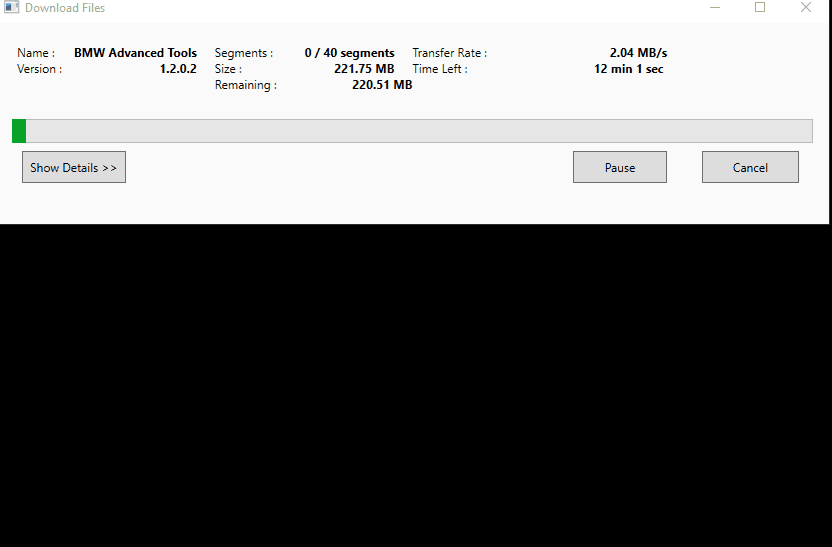 Download Files
Name : BMW Advanced Tools Segments : 0 / 40 segments Transfer Rate : 2.04 MB/s
Version : 1.2.0.2 Size : 221.75 MB Time Left : 12 min 1 sec
Remaining : 220.51 MB
Show Details >> Pause Cancel